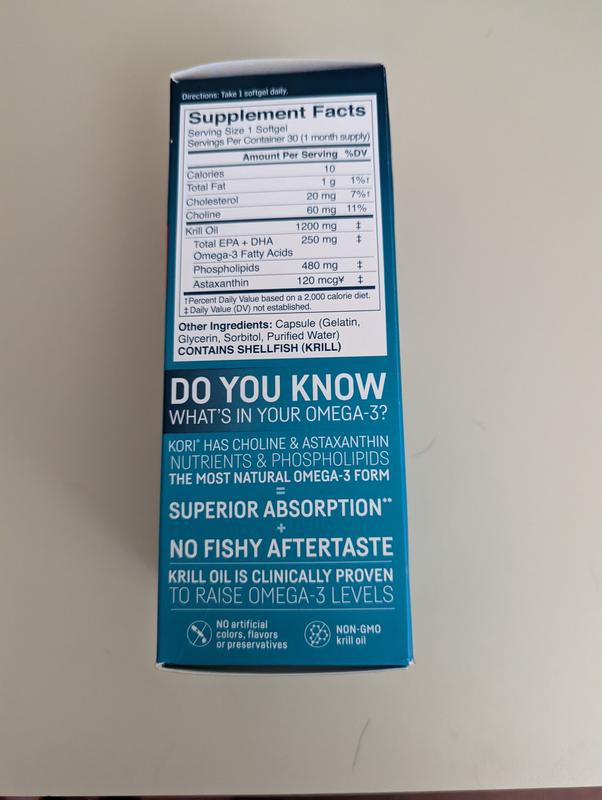 Directions: Take 1 softgel daily.
Supplement Facts
Serving Size 1 Softgel
Servings Per Container 30 (1 month supply)
Amount Per Serving %DV
Calories 10
Total Fat 1 g 1%†
Cholesterol 20 mg 7%†
Choline 60 mg 11%
Krill Oil 1200 mg ‡
Total EPA + DHA 250 mg ‡
Omega-3 Fatty Acids
Phospholipids 480 mg ‡
Astaxanthin 120 mcg¥ ‡
†Percent Daily Value based on a 2,000 calorie diet.
‡Daily Value (DV) not established.
Other Ingredients: Capsule (Gelatin,
Glycerin, Sorbitol, Purified Water)
CONTAINS SHELLFISH (KRILL)
DO YOU KNOW
WHAT'S IN YOUR OMEGA-3?
KORI® HAS CHOLINE & ASTAXANTHIN
NUTRIENTS & PHOSPHOLIPIDS
THE MOST NATURAL OMEGA-3 FORM
=
SUPERIOR ABSORPTION**
+
NO FISHY AFTERTASTE
KRILL OIL IS CLINICALLY PROVEN
TO RAISE OMEGA-3 LEVELS
NO artificial
colors, flavors
or preservatives
NON-GMO
krill oil